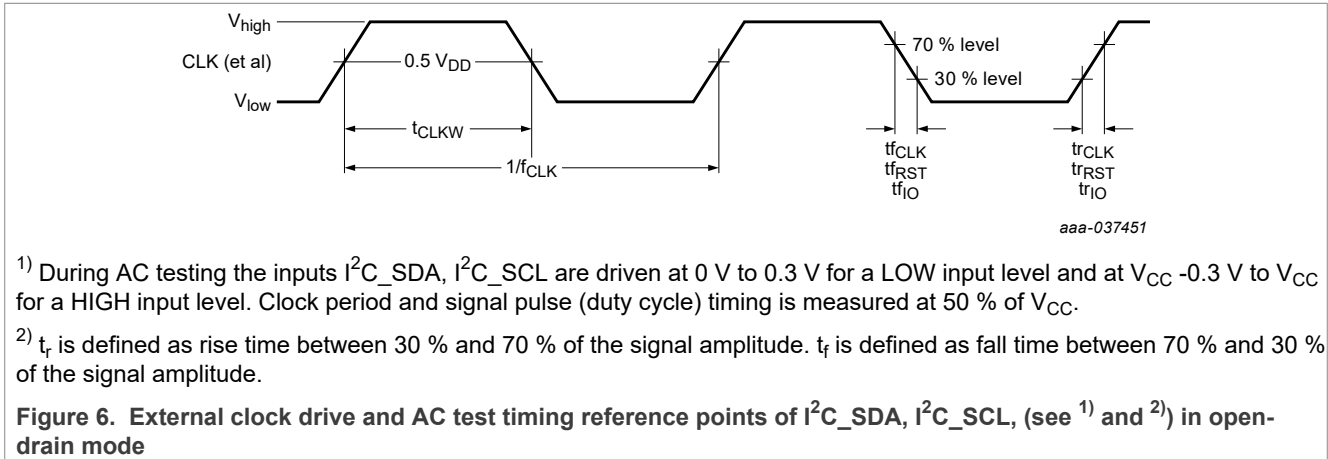 V_high
CLK (et al)
0.5 V_DD
V_low
70 % level
30 % level
t_CLKW
1/f_CLK
tf_CLK
tf_RST
tf_IO
tr_CLK
tr_RST
tr_IO
aaa-037451
1) During AC testing the inputs I²C_SDA, I²C_SCL are driven at 0 V to 0.3 V for a LOW input level and at V_CC -0.3 V to V_CC
for a HIGH input level. Clock period and signal pulse (duty cycle) timing is measured at 50 % of V_CC.
2) t_r is defined as rise time between 30 % and 70 % of the signal amplitude. t_f is defined as fall time between 70 % and 30 %
of the signal amplitude.
Figure 6. External clock drive and AC test timing reference points of I²C_SDA, I²C_SCL, (see 1) and 2)) in open-
drain mode